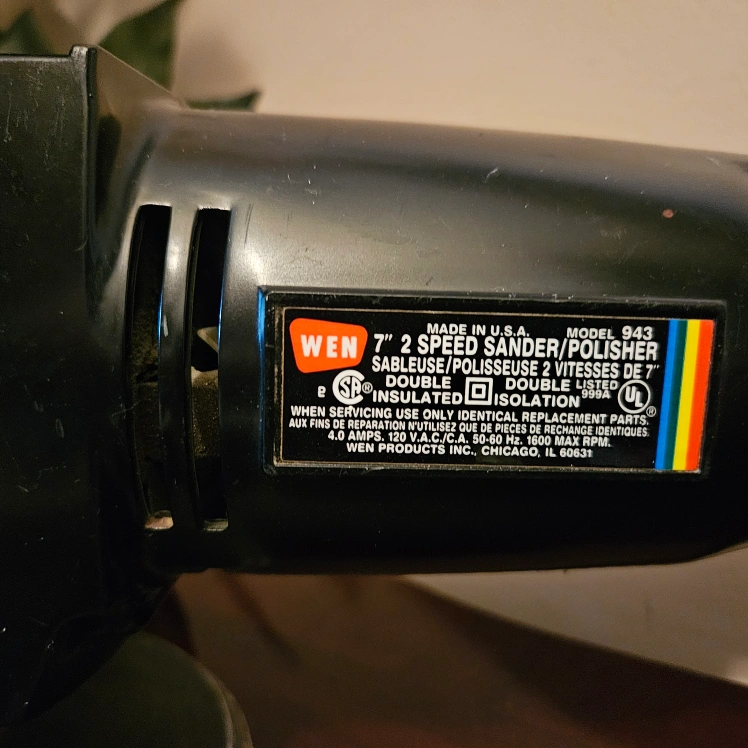 WEN
MADE IN U.S.A. MODEL 943
7" 2 SPEED SANDER/POLISHER
SABLEUSE/POLISSEUSE 2 VITESSES DE 7"
SA® DOUBLE INSULATED DOUBLE ISOLATION LISTED 999A UL®
WHEN SERVICING USE ONLY IDENTICAL REPLACEMENT PARTS.
AUX FINS DE REPARATION N'UTILISEZ QUE DE PIECES DE RECHANGE IDENTIQUES.
4.0 AMPS. 120 V.A.C./C.A. 50-60 Hz. 1600 MAX RPM.
WEN PRODUCTS INC., CHICAGO, IL 60631